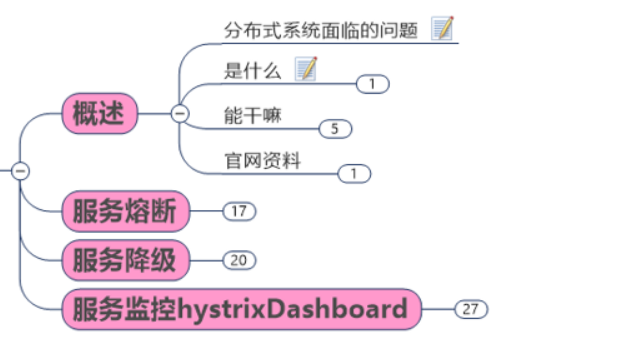 分布式系统面临的问题
是什么
1
概述
能干嘛
5
官网资料
1
服务熔断
17
服务降级
20
服务监控hystrixDashboard
27